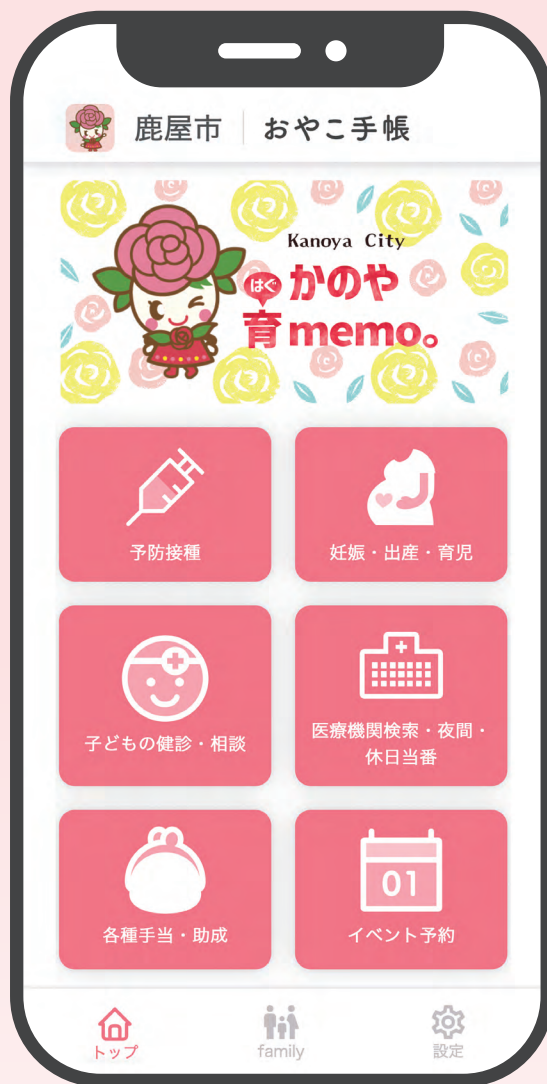 鹿屋市 おやこ手帳
Kanoya City
はぐ かのや
育memo。
予防接種
妊娠・出産・育児
子どもの健診・相談
医療機関検索・夜間・
休日当番
各種手当・助成
01
イベント予約
トップ
family
設定